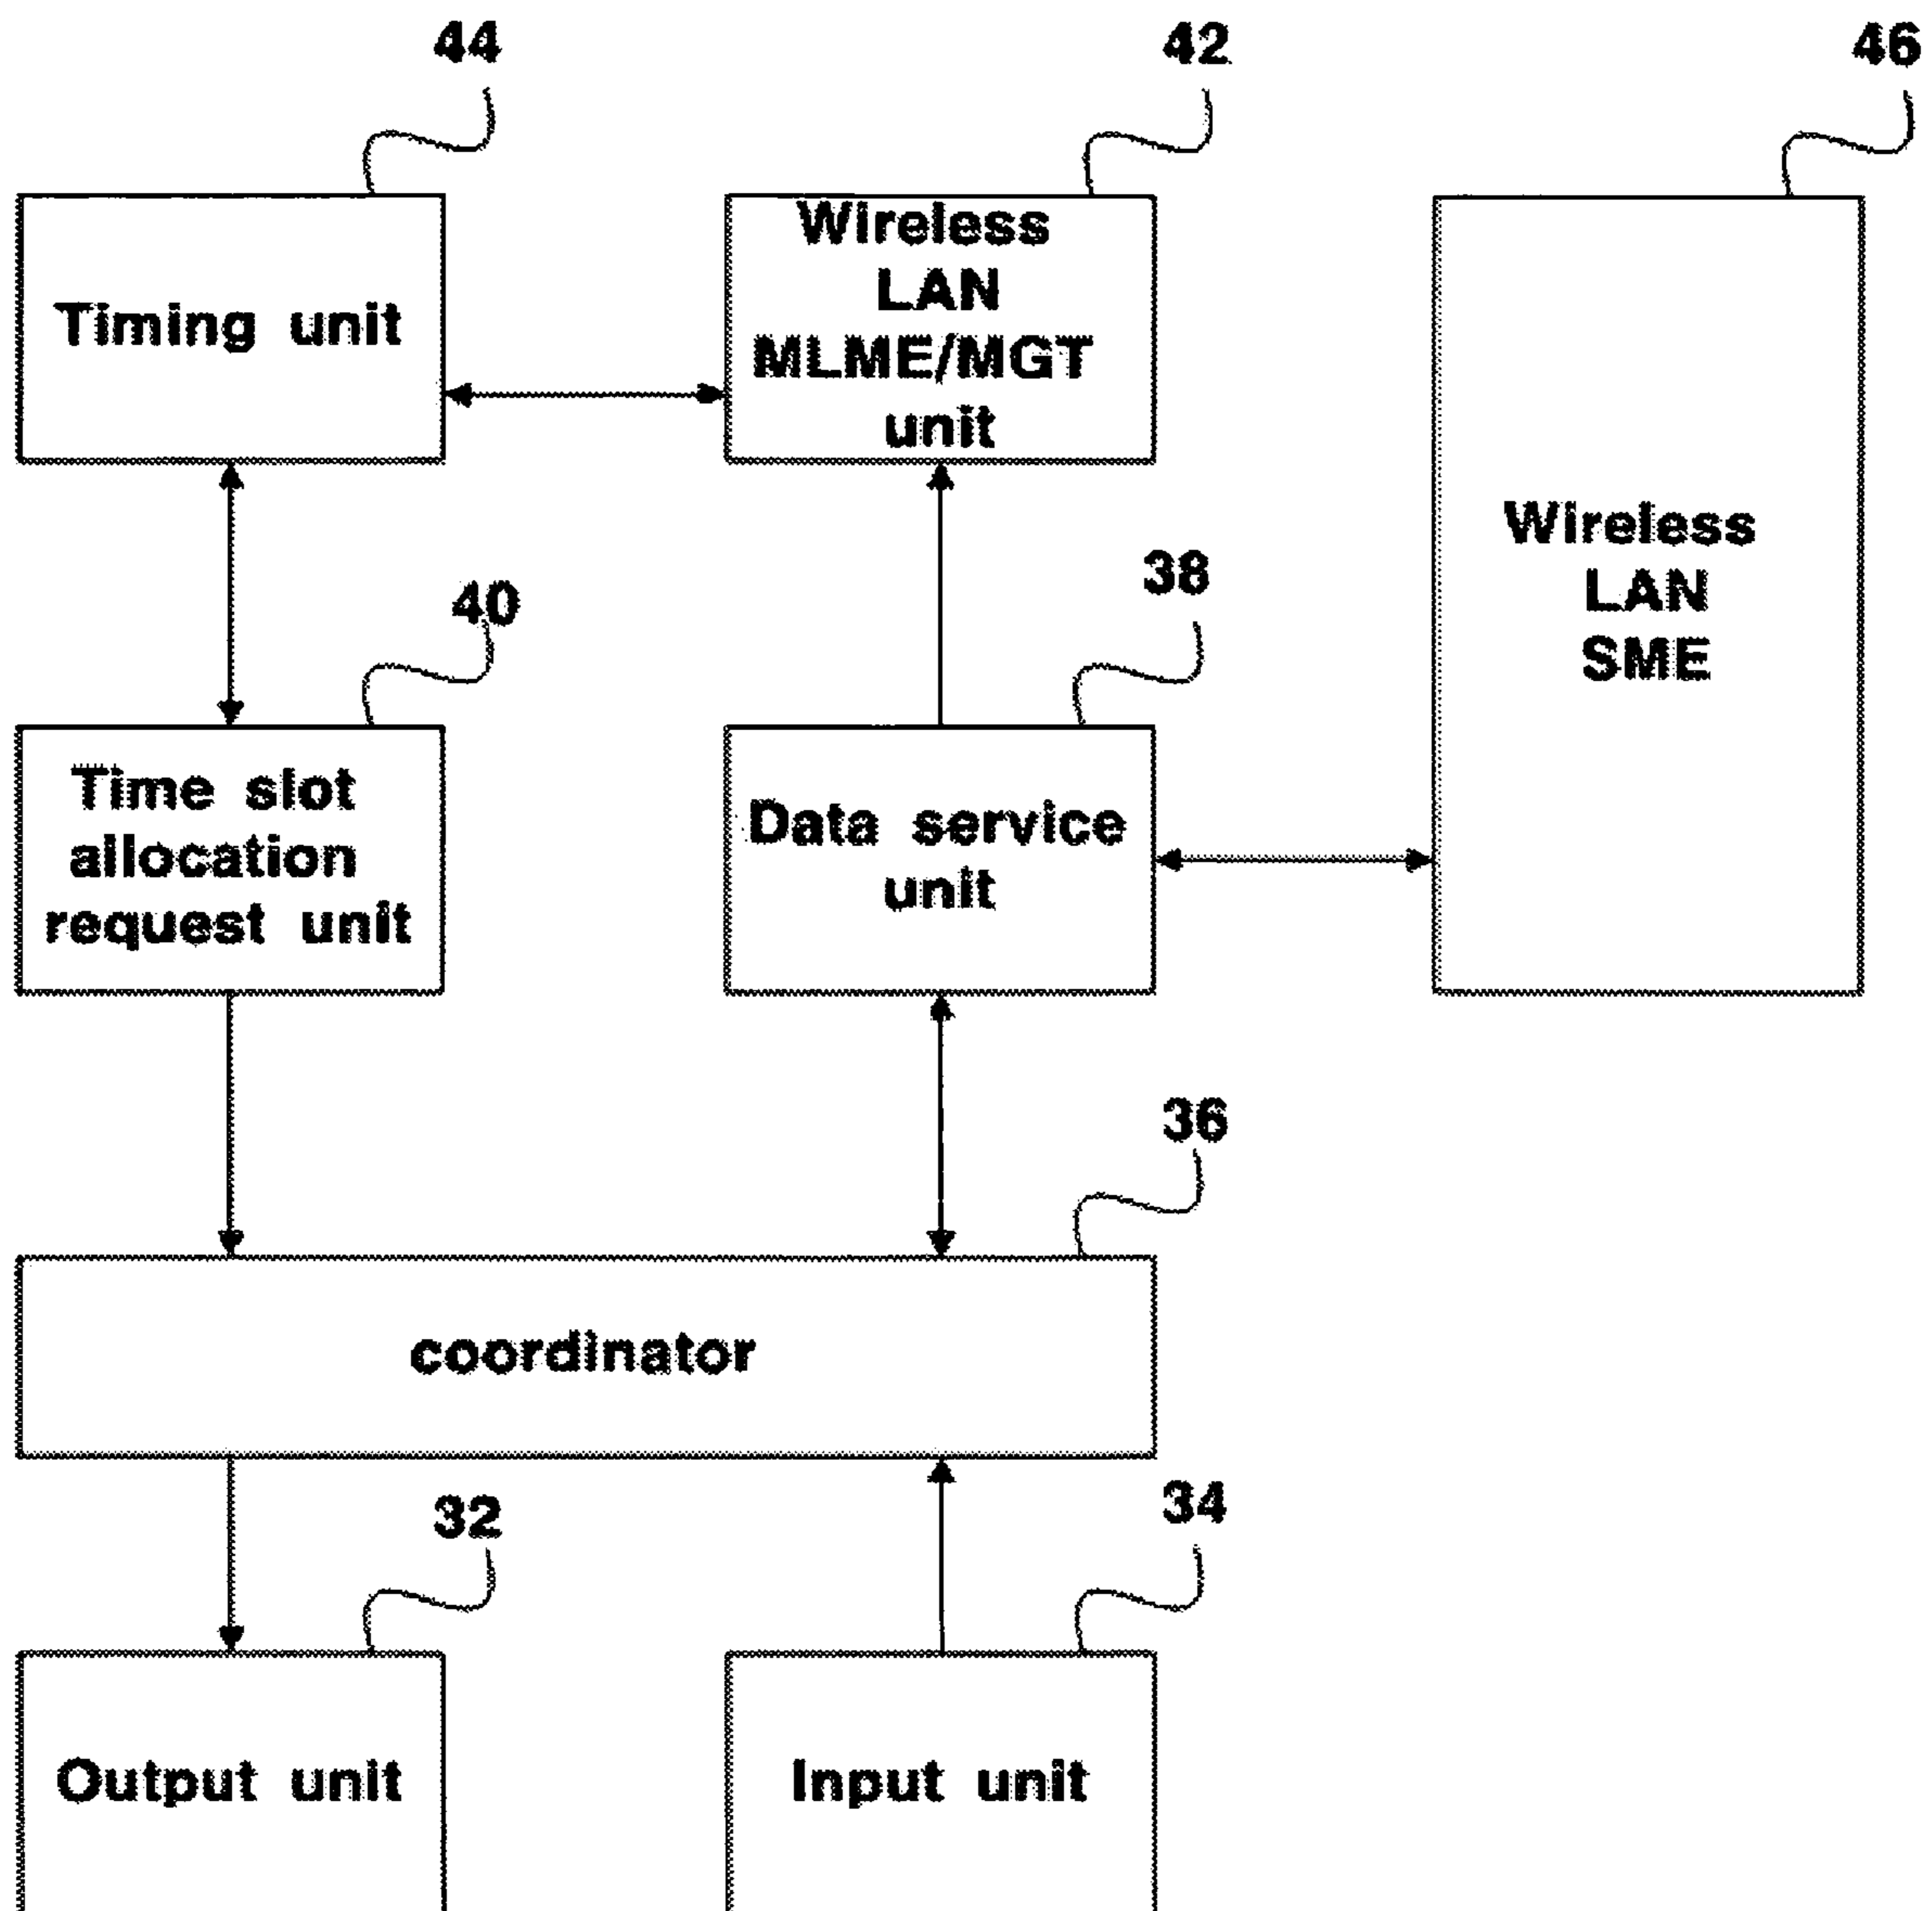 44
42
46
Timing unit
Wireless
LAN
MLME/MGT
unit
Wireless
LAN
SME
40
38
Time slot
allocation
request unit
Data service
unit
36
coordinator
32
34
Output unit
Input unit